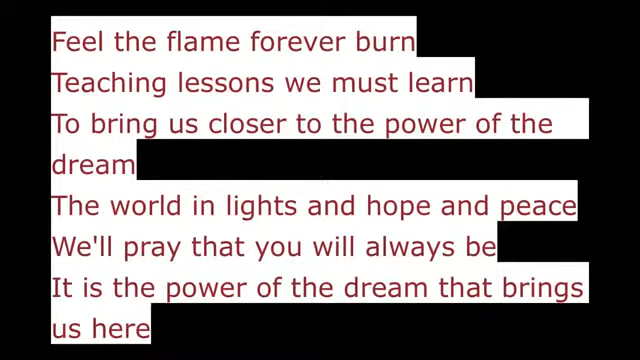 Feel the flame forever burn
Teaching lessons we must learn
To bring us closer to the power of the
dream
The world in lights and hope and peace
We'll pray that you will always be
It is the power of the dream that brings
us here